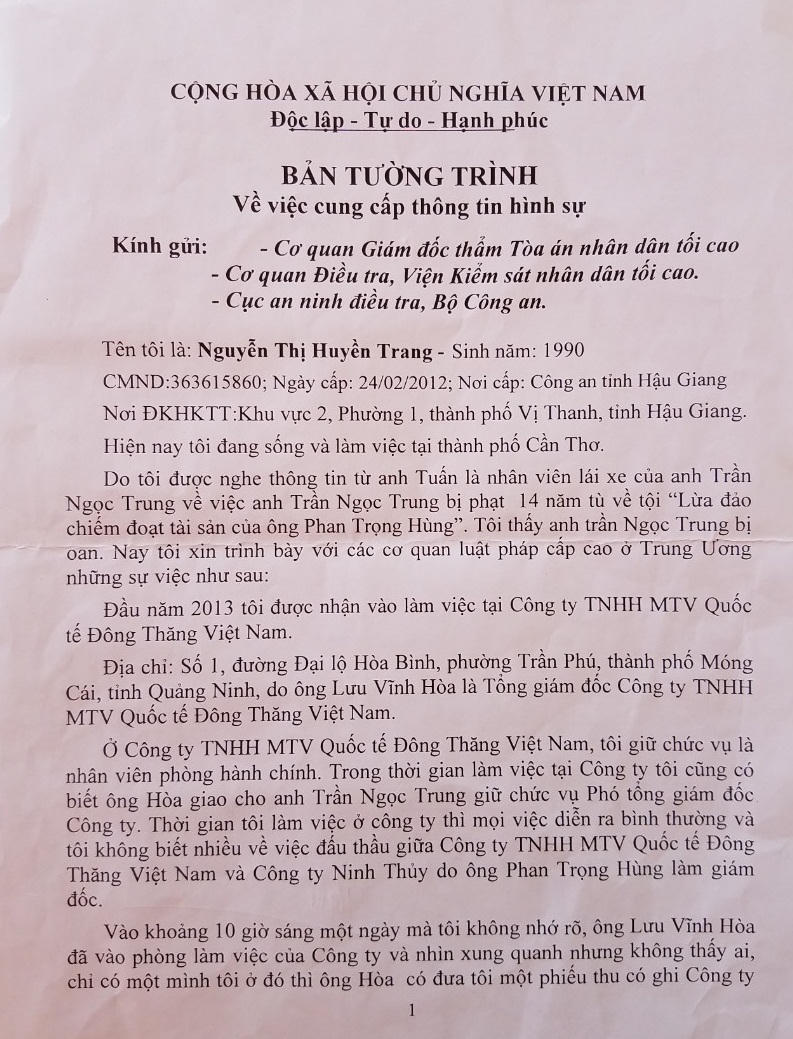 CỘNG HÒA XÃ HỘI CHỦ NGHĨA VIỆT NAM
Độc lập - Tự do - Hạnh phúc
BẢN TƯỜNG TRÌNH
Về việc cung cấp thông tin hình sự
Kính gửi: - Cơ quan Giám đốc thẩm Tòa án nhân dân tối cao
- Cơ quan Điều tra, Viện Kiểm sát nhân dân tối cao.
- Cục an ninh điều tra, Bộ Công an.
Tên tôi là: Nguyễn Thị Huyền Trang - Sinh năm: 1990
CMND:363615860; Ngày cấp: 24/02/2012; Nơi cấp: Công an tỉnh Hậu Giang
Nơi ĐKHKTT:Khu vực 2, Phường 1, thành phố Vị Thanh, tỉnh Hậu Giang.
Hiện nay tôi đang sống và làm việc tại thành phố Cần Thơ.
Do tôi được nghe thông tin từ anh Tuấn là nhân viên lái xe của anh Trần
Ngọc Trung về việc anh Trần Ngọc Trung bị phạt 14 năm tù về tội “Lừa đảo
chiếm đoạt tài sản của ông Phan Trọng Hùng”. Tôi thấy anh trần Ngọc Trung bị
oan. Nay tôi xin trình bày với các cơ quan luật pháp cấp cao ở Trung Ương
những sự việc như sau:
Đầu năm 2013 tôi được nhận vào làm việc tại Công ty TNHH MTV Quốc
tế Đông Thăng Việt Nam.
Địa chỉ: Số 1, đường Đại lộ Hòa Bình, phường Trần Phú, thành phố Móng
Cái, tỉnh Quảng Ninh, do ông Lưu Vĩnh Hòa là Tổng giám đốc Công ty TNHH
MTV Quốc tế Đông Thăng Việt Nam.
Ở Công ty TNHH MTV Quốc tế Đông Thăng Việt Nam, tôi giữ chức vụ là
nhân viên phòng hành chính. Trong thời gian làm việc tại Công ty tôi cũng có
biết ông Hòa giao cho anh Trần Ngọc Trung giữ chức vụ Phó tổng giám đốc
Công ty. Thời gian tôi làm việc ở công ty thì mọi việc diễn ra bình thường và
tôi không biết nhiều về việc đấu thầu giữa Công ty TNHH MTV Quốc tế Đông
Thăng Việt Nam và Công ty Ninh Thủy do ông Phan Trọng Hùng làm giám
đốc.
Vào khoảng 10 giờ sáng một ngày mà tôi không nhớ rõ, ông Lưu Vĩnh Hòa
đã vào phòng làm việc của Công ty và nhìn xung quanh nhưng không thấy ai,
chỉ có một mình tôi ở đó thì ông Hòa có đưa tôi một phiếu thu có ghi Công ty
1